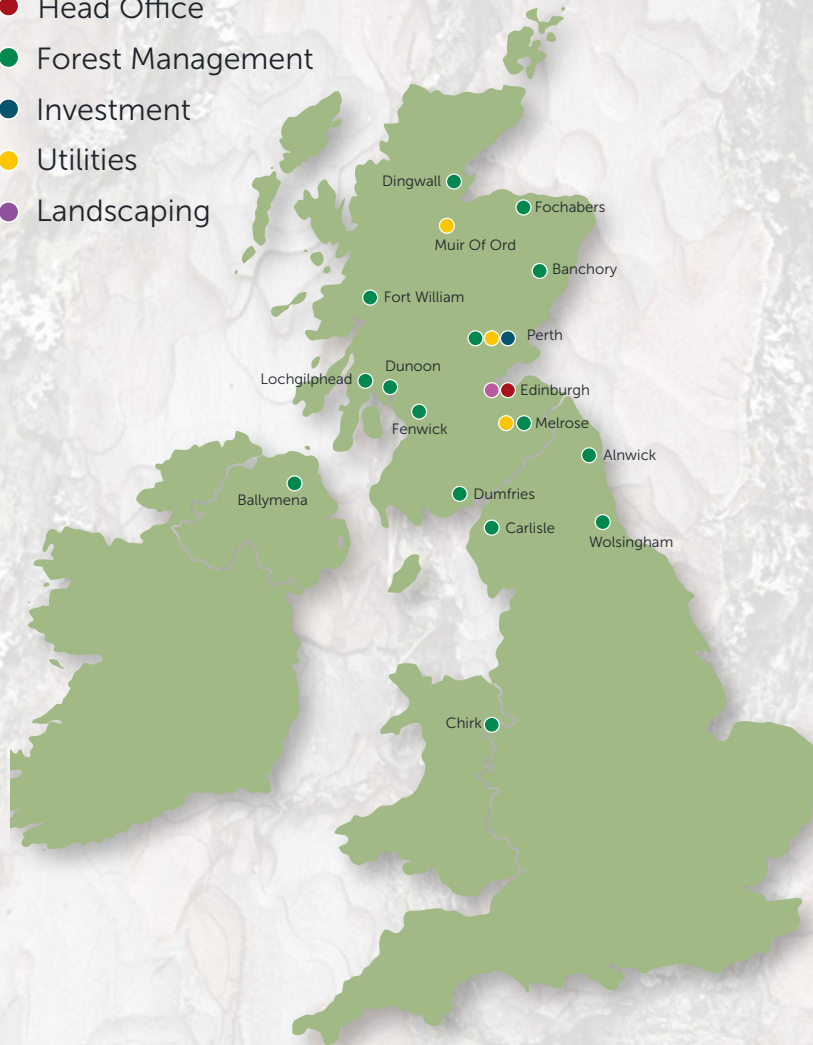 Head Office
Forest Management
Investment
Utilities
Landscaping
Dingwall
Fochabers
Muir Of Ord
Banchory
Fort William
Perth
Dunoon
Lochgilphead
Edinburgh
Fenwick
Melrose
Alnwick
Ballymena
Dumfries
Carlisle
Wolsingham
Chirk